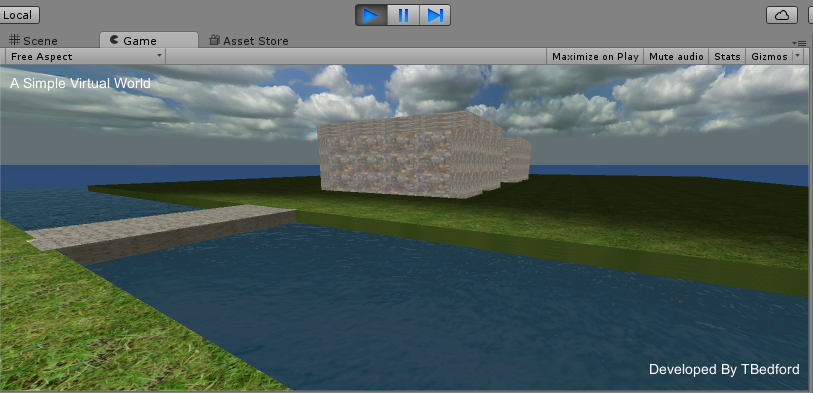 Local
Scene Game Asset Store
Free Aspect Maximize on Play Mute audio Stats Gizmos
A Simple Virtual World
Developed By TBedford